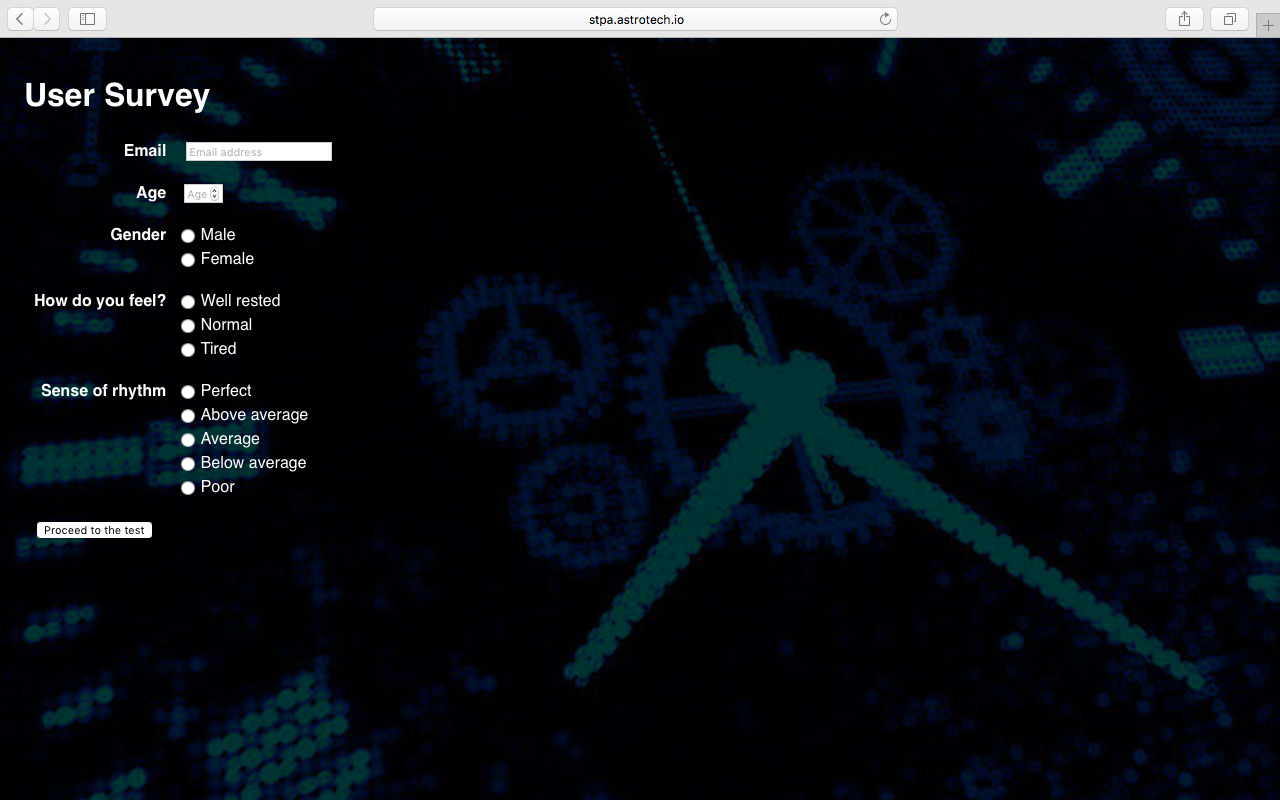 stpa.astrotech.io
User Survey
Email Email address
Age Age
Gender Male
Female
How do you feel? Well rested
Normal
Tired
Sense of rhythm Perfect
Above average
Average
Below average
Poor
Proceed to the test